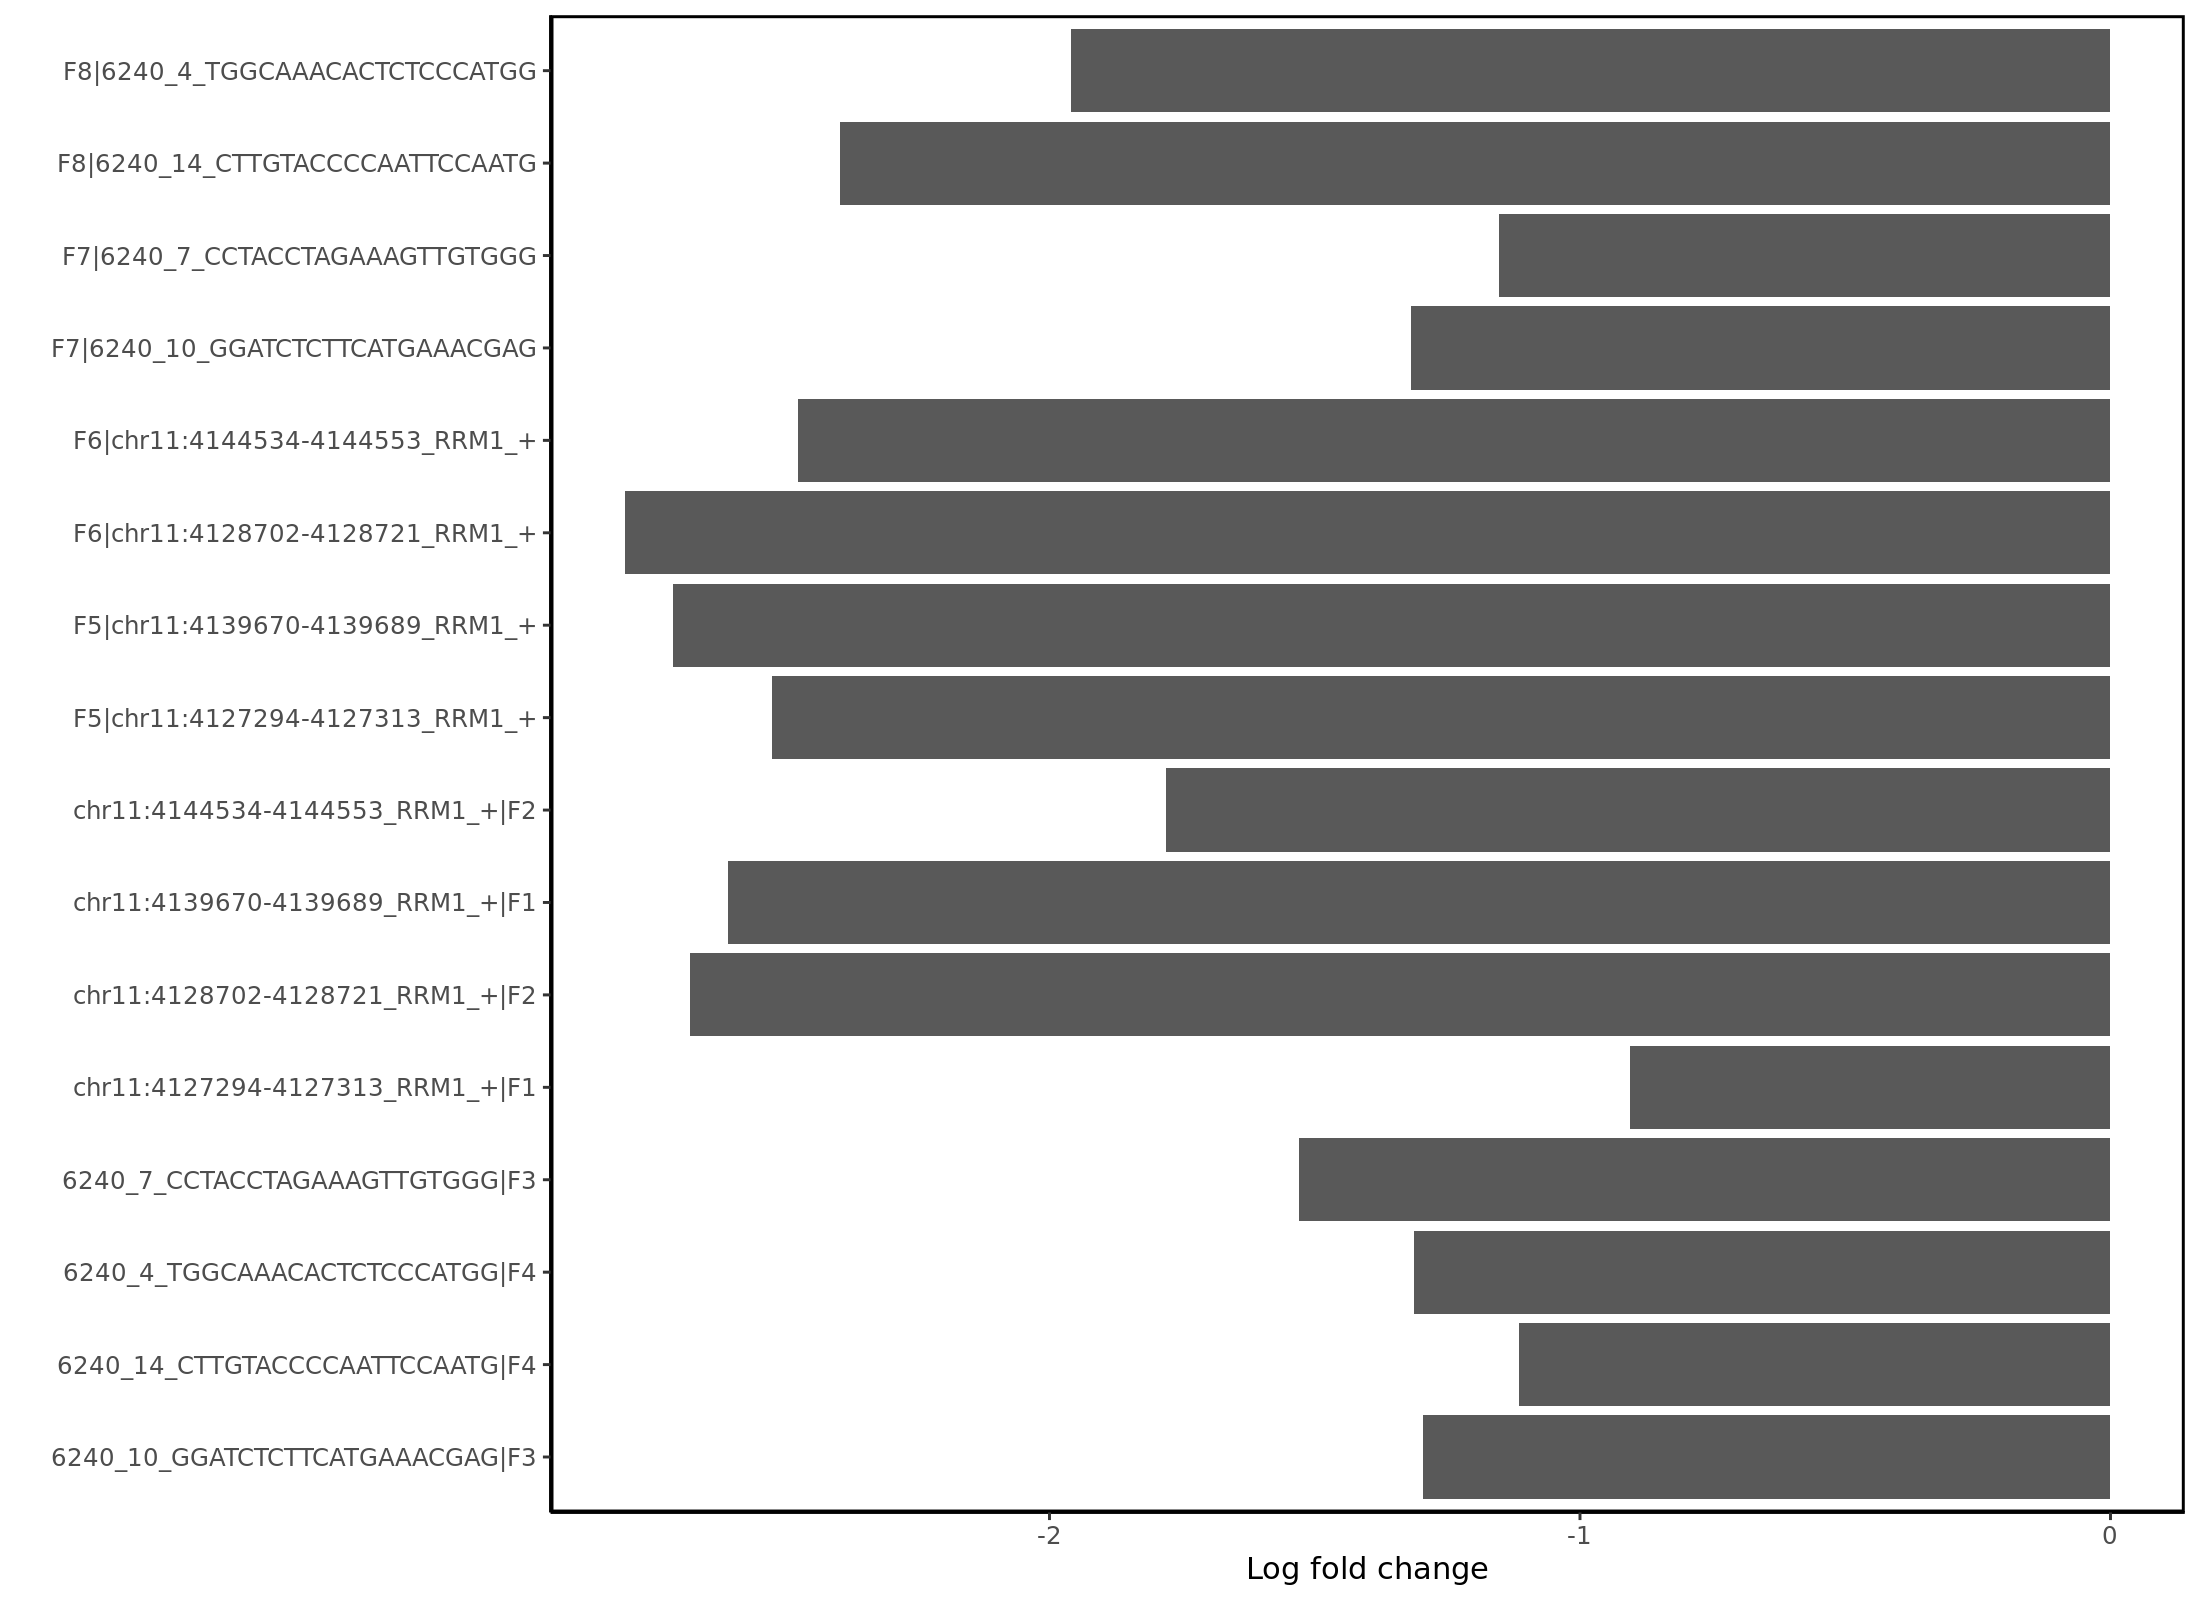 F8|6240_4_TGGCAAACACTCTCCCATGG
F8|6240_14_CTTGTACCCCAATTCCAATG
F7|6240_7_CCTACCTAGAAAGTTGTGGG
F7|6240_10_GGATCTCTTCATGAAACGAG
F6|chr11:4144534-4144553_RRM1_+
F6|chr11:4128702-4128721_RRM1_+
F5|chr11:4139670-4139689_RRM1_+
F5|chr11:4127294-4127313_RRM1_+
chr11:4144534-4144553_RRM1_+|F2
chr11:4139670-4139689_RRM1_+|F1
chr11:4128702-4128721_RRM1_+|F2
chr11:4127294-4127313_RRM1_+|F1
6240_7_CCTACCTAGAAAGTTGTGGG|F3
6240_4_TGGCAAACACTCTCCCATGG|F4
6240_14_CTTGTACCCCAATTCCAATG|F4
6240_10_GGATCTCTTCATGAAACGAG|F3
-2 -1 0
Log fold change